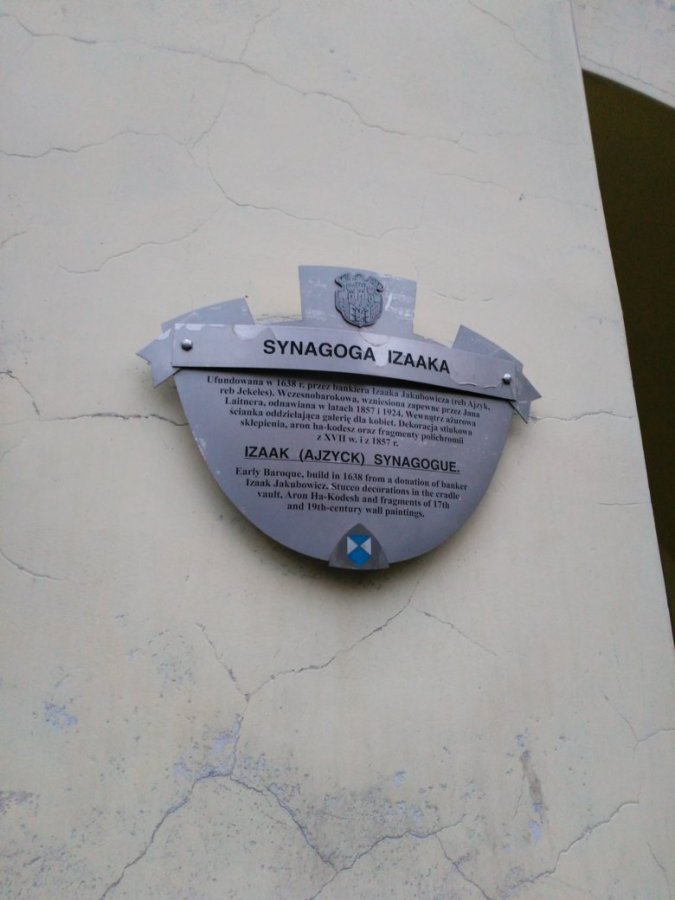 SYNAGOGA IZAAKA
Ufundowana w 1638 r. przez bankiera Izaaka Jakubowicza (reb Ajzyk,
reb Jekeles). Wczesnobarokowa, wzniesiona zapewne przez Jana
Laitnera, odnawiana w latach 1857 i 1924. Wewnątrz ażurowa
ścianka oddzielająca galerię dla kobiet. Dekoracja stiukowa
sklepienia, aron ha-kodesz oraz fragmenty polichromii
z XVII w. i z 1857 r.
IZAAK (AJZYCK) SYNAGOGUE.
Early Baroque, build in 1638 from a donation of banker
Izaak Jakubowicz. Stucco decorations in the cradle
vault, Aron Ha-Kodesh and fragments of 17th
and 19th-century wall paintings.